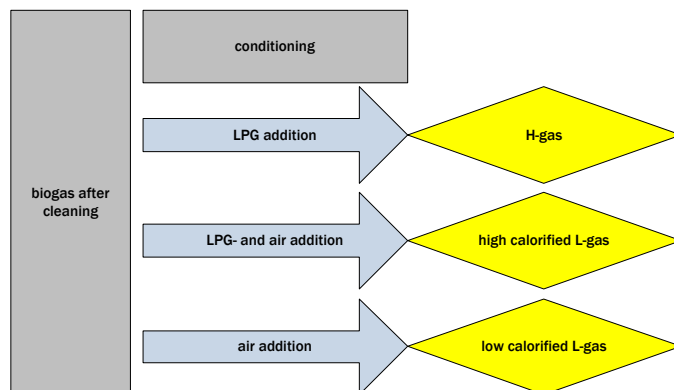 conditioning
LPG addition
H-gas
biogas after
cleaning
LPG- and air addition
high calorified L-gas
air addition
low calorified L-gas